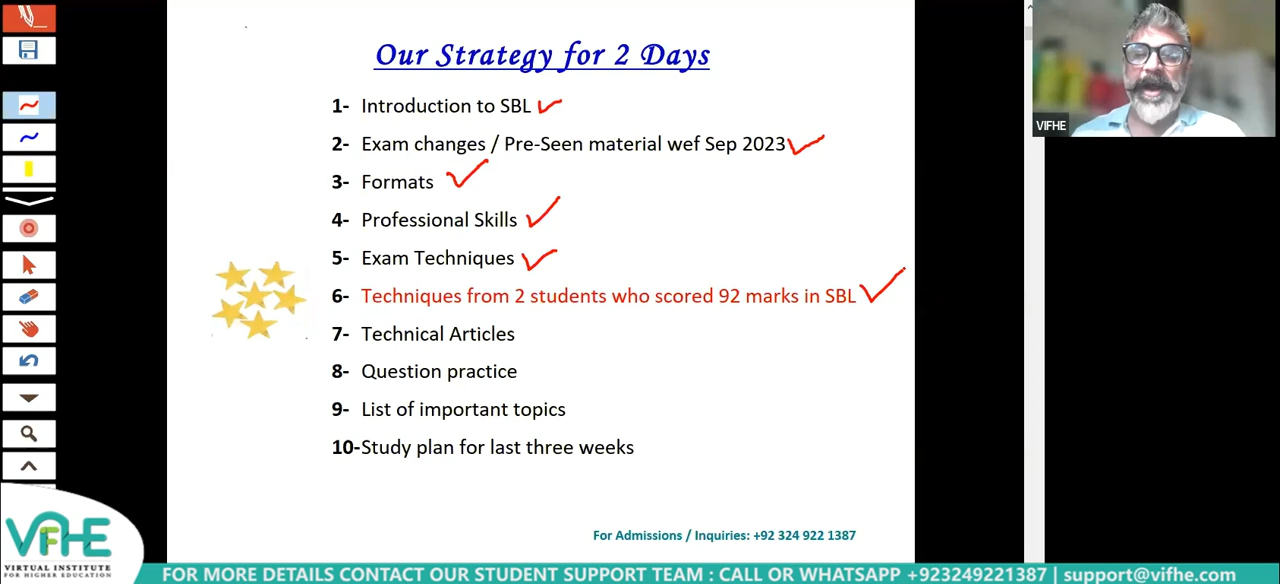 Our Strategy for 2 Days
1- Introduction to SBL
2- Exam changes / Pre-Seen material wef Sep 2023
3- Formats
4- Professional Skills
5- Exam Techniques
6- Techniques from 2 students who scored 92 marks in SBL
7- Technical Articles
8- Question practice
9- List of important topics
10-Study plan for last three weeks
For Admissions / Inquiries: +92 324 922 1387
VIFHE
VIFHE
VIRTUAL INSTITUTE
FOR HIGHER EDUCATION
FOR MORE DETAILS CONTACT OUR STUDENT SUPPORT TEAM : CALL OR WHATSAPP +923249221387 | support@vifhe.com